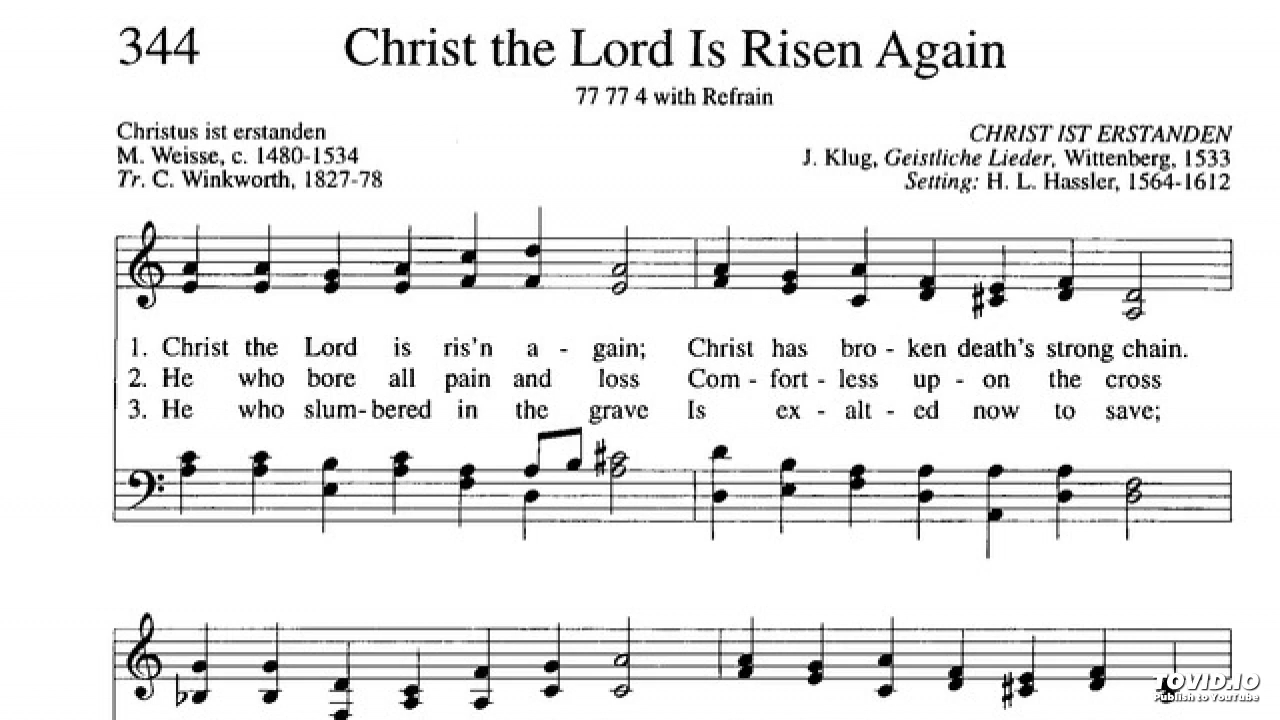 344
Christ the Lord Is Risen Again
77 77 4 with Refrain
Christus ist erstanden
M. Weisse, c. 1480-1534
Tr. C. Winkworth, 1827-78
CHRIST IST ERSTANDEN
J. Klug, Geistliche Lieder, Wittenberg, 1533
Setting: H. L. Hassler, 1564-1612
1. Christ the Lord is ris'n a - gain; Christ has bro - ken death's strong chain.
2. He who bore all pain and loss Com - fort - less up - on the cross
3. He who slum - bered in the grave Is ex - alt - ed now to save;
TOVID.IO
Publish to YouTube